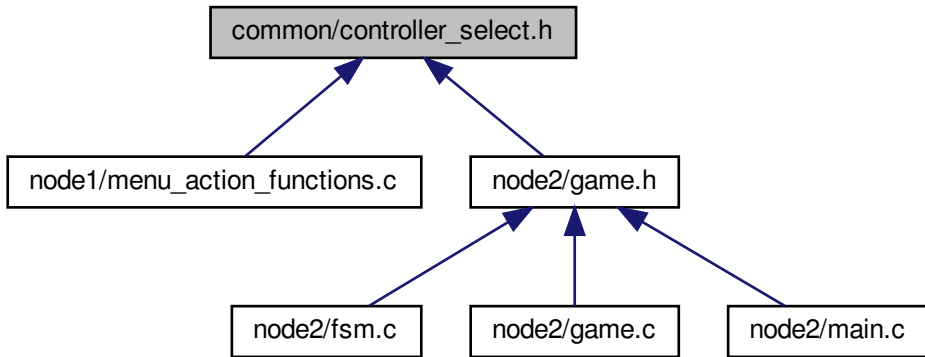 common/controller_select.h
node1/menu_action_functions.c
node2/game.h
node2/fsm.c
node2/game.c
node2/main.c